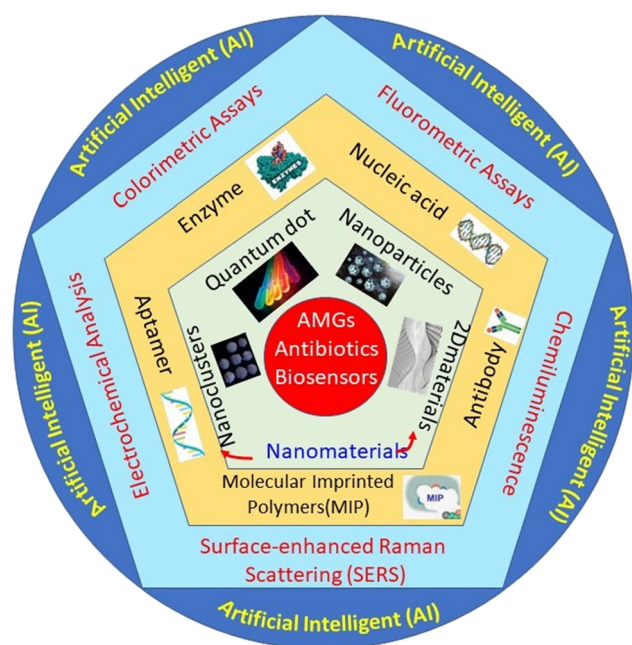 Artificial Intelligent (AI)
Artificial Intelligent (AI)
Colorimetric Assays
Fluorometric Assays
Enzyme
ENZYMES
Nucleic acid
Quantum dot
Nanoparticles
Artificial Intelligent (AI)
Electrochemical Analysis
Aptamer
Nanoclusters
AMGs
Antibiotics
Biosensors
2Dmaterials
Antibody
Chemiluminescence
Artificial Intelligent (AI)
Nanomaterials
Molecular Imprinted
Polymers(MIP)
MIP
Surface-enhanced Raman
Scattering (SERS)
Artificial Intelligent (AI)